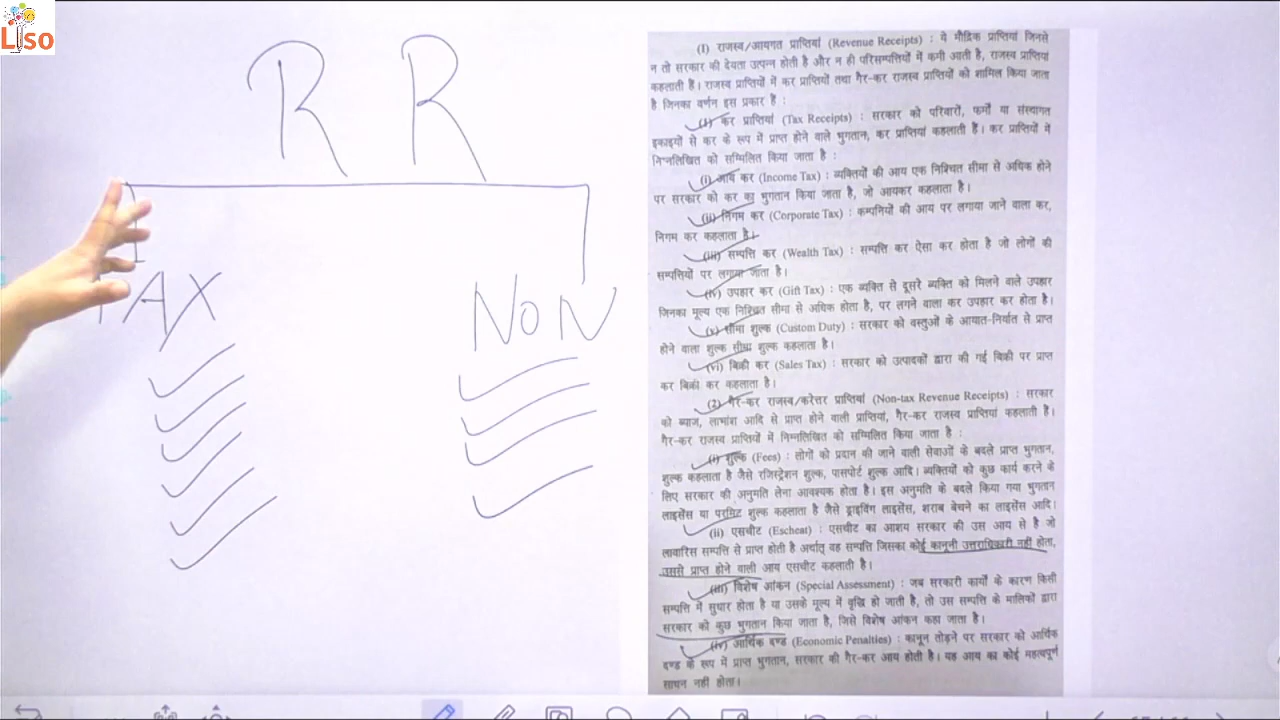 Liso
R R
TAX
NoN
(I) राजस्व/आयगत प्राप्तियां (Revenue Receipts) : ये मौद्रिक प्राप्तियां जिनसे
न तो सरकार की देयता उत्पन्न होती है और न ही परिसम्पत्तियों में कमी आती है, राजस्व प्राप्तियां
कहलाती हैं। राजस्व प्राप्तियों में कर प्राप्तियों तथा गैर-कर राजस्व प्राप्तियों को शामिल किया जाता
है जिनका वर्णन इस प्रकार है :
कर प्राप्तियां (Tax Receipts) : सरकार को परिवारों, फर्मों या संस्थागत
इकाइयों से कर के रूप में प्राप्त होने वाले भुगतान, कर प्राप्तियां कहलाती हैं। कर प्राप्तियों में
निम्नलिखित को सम्मिलित किया जाता है :
(i) आय कर (Income Tax) : व्यक्तियों की आय एक निश्चित सीमा से अधिक होने
पर सरकार को कर का भुगतान किया जाता है, जो आयकर कहलाता है।
(ii) निगम कर (Corporate Tax) : कम्पनियों की आय पर लगाया जाने वाला कर,
निगम कर कहलाता है।
(iii) सम्पत्ति कर (Wealth Tax) : सम्पत्ति कर ऐसा कर होता है जो लोगों की
सम्पत्तियों पर लगाया जाता है।
(iv) उपहार कर (Gift Tax) : एक ब्यक्ति से दूसरे ब्यक्ति को मिलने वाले उपहार
जिनका मूल्य एक निश्चित सीमा से अधिक होता है, पर लगने वाला कर उपहार कर होता है।
(v) सीमा शुल्क (Custom Duty) : सरकार को वस्तुओं के आयात-निर्यात से प्राप्त
होने वाला शुल्क सीमा शुल्क कहलाता है।
(vi) बिक्री कर (Sales Tax) : सरकार को उत्पादकों द्वारा की गई बिक्री पर प्राप्त
कर बिक्री कर कहलाता है।
(2) गैर-कर राजस्व/करेत्तर प्राप्तियां (Non-tax Revenue Receipts) : सरकार
को ब्याज, लाभांश आदि से प्राप्त होने वाली प्राप्तियां, गैर-कर राजस्व प्राप्तियां कहलाती हैं।
गैर-कर राजस्व प्राप्तियों में निम्नलिखित को सम्मिलित किया जाता है :
(i) शुल्क (Fees) : लोगों को प्रदान की जाने वाली सेवाओं के बदले प्राप्त भुगतान,
शुल्क कहलाता है जैसे रजिस्ट्रेशन शुल्क, पासपोर्ट शुल्क आदि। ब्यक्तियों को कुछ कार्य करने के
लिए सरकार की अनुमति लेना आवश्यक होता है। इस अनुमति के बदले किया गया भुगतान
लाइसेंस या परमिट शुल्क कहलाता है जैसे ड्राइविंग लाइसेंस, शराब बेचने का लाइसेंस आदि।
(ii) एसचीट (Escheat) : एसचीट का आशय सरकार की उस आय से है जो
लावारिस सम्पत्ति से प्राप्त होती है अर्थात् वह सम्पत्ति जिसका कोई कानूनी उत्तराधिकारी नहीं होता,
उससे प्राप्त होने वाली आय एसचीट कहलाती है।
(iii) विशेष आंकन (Special Assessment) : जब सरकारी कार्यों के कारण किसी
सम्पत्ति में सुधार होता है या उसके मूल्य में वृद्धि हो जाती है, तो उस सम्पत्ति के मालिकों द्वारा
सरकार को कुछ भुगतान किया जाता है, जिसे विशेष आंकन कहा जाता है।
(iv) आर्थिक दण्ड (Economic Penalties) : कानून तोड़ने पर सरकार को आर्थिक
दण्ड के रूप में प्राप्त भुगतान, सरकार की गैर-कर आय होती है। यह आय का कोई महत्वपूर्ण
साधन नहीं होता।